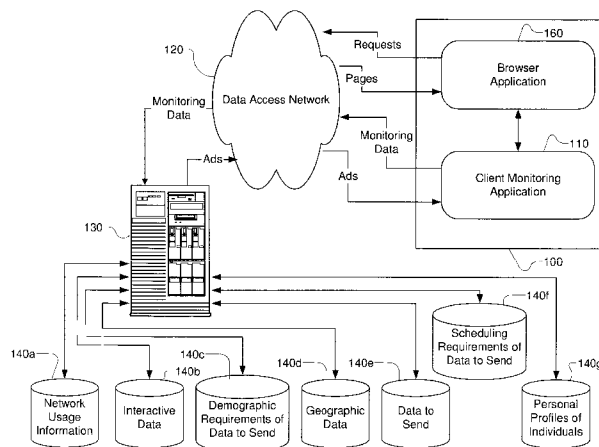 160
Requests
Browser
Application
120
Pages
Data Access Network
Monitoring
Data
Monitoring
Data
110
Ads
Client Monitoring
Application
Ads
130
100
140f
Scheduling
Requirements of
Data to Send
140a
140b
140c
140d
140e
140g
Network
Usage
Information
Interactive
Data
Demographic
Requirements of
Data to Send
Geographic
Data
Data to
Send
Personal
Profiles of
Individuals